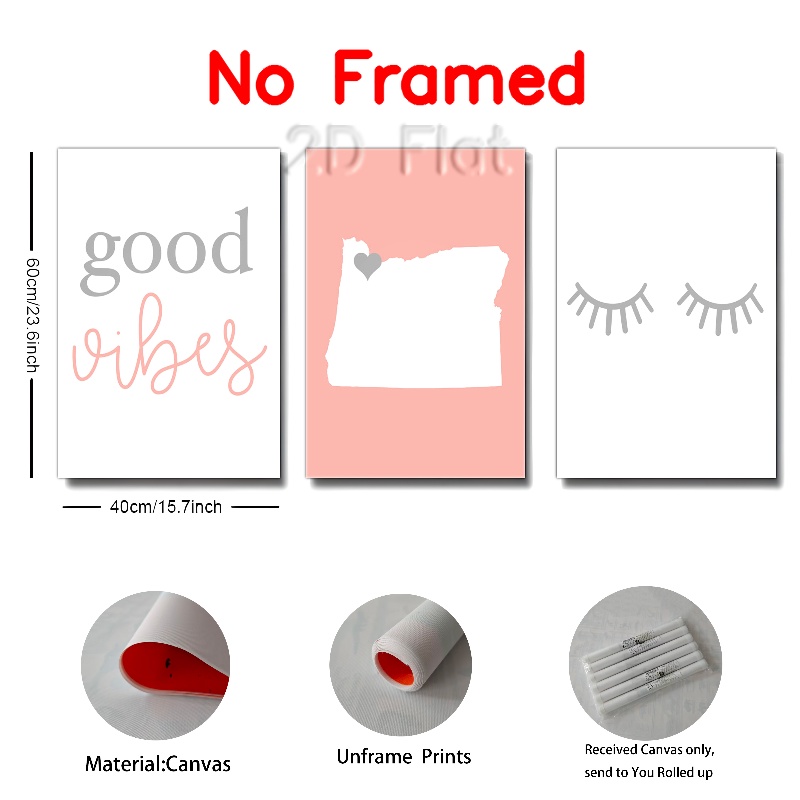 No Framed
2D Flat
good
vibes
60cm/23.6inch
40cm/15.7inch
Material:Canvas
Unframe Prints
Received Canvas only,
send to You Rolled up